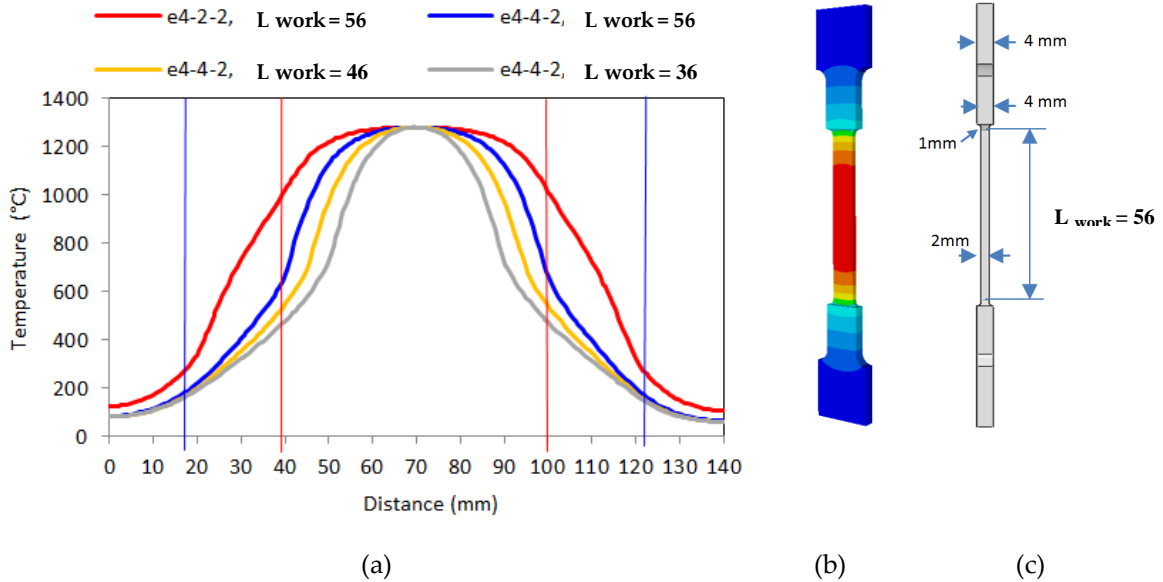 e4-2-2, L work = 56
e4-4-2, L work = 56
e4-4-2, L work = 46
e4-4-2, L work = 36
1400
1200
1000
800
600
400
200
0
Temperature (°C)
0 10 20 30 40 50 60 70 80 90 100 110 120 130 140
Distance (mm)
4 mm
4 mm
1mm
L work = 56
2mm
(a) (b) (c)